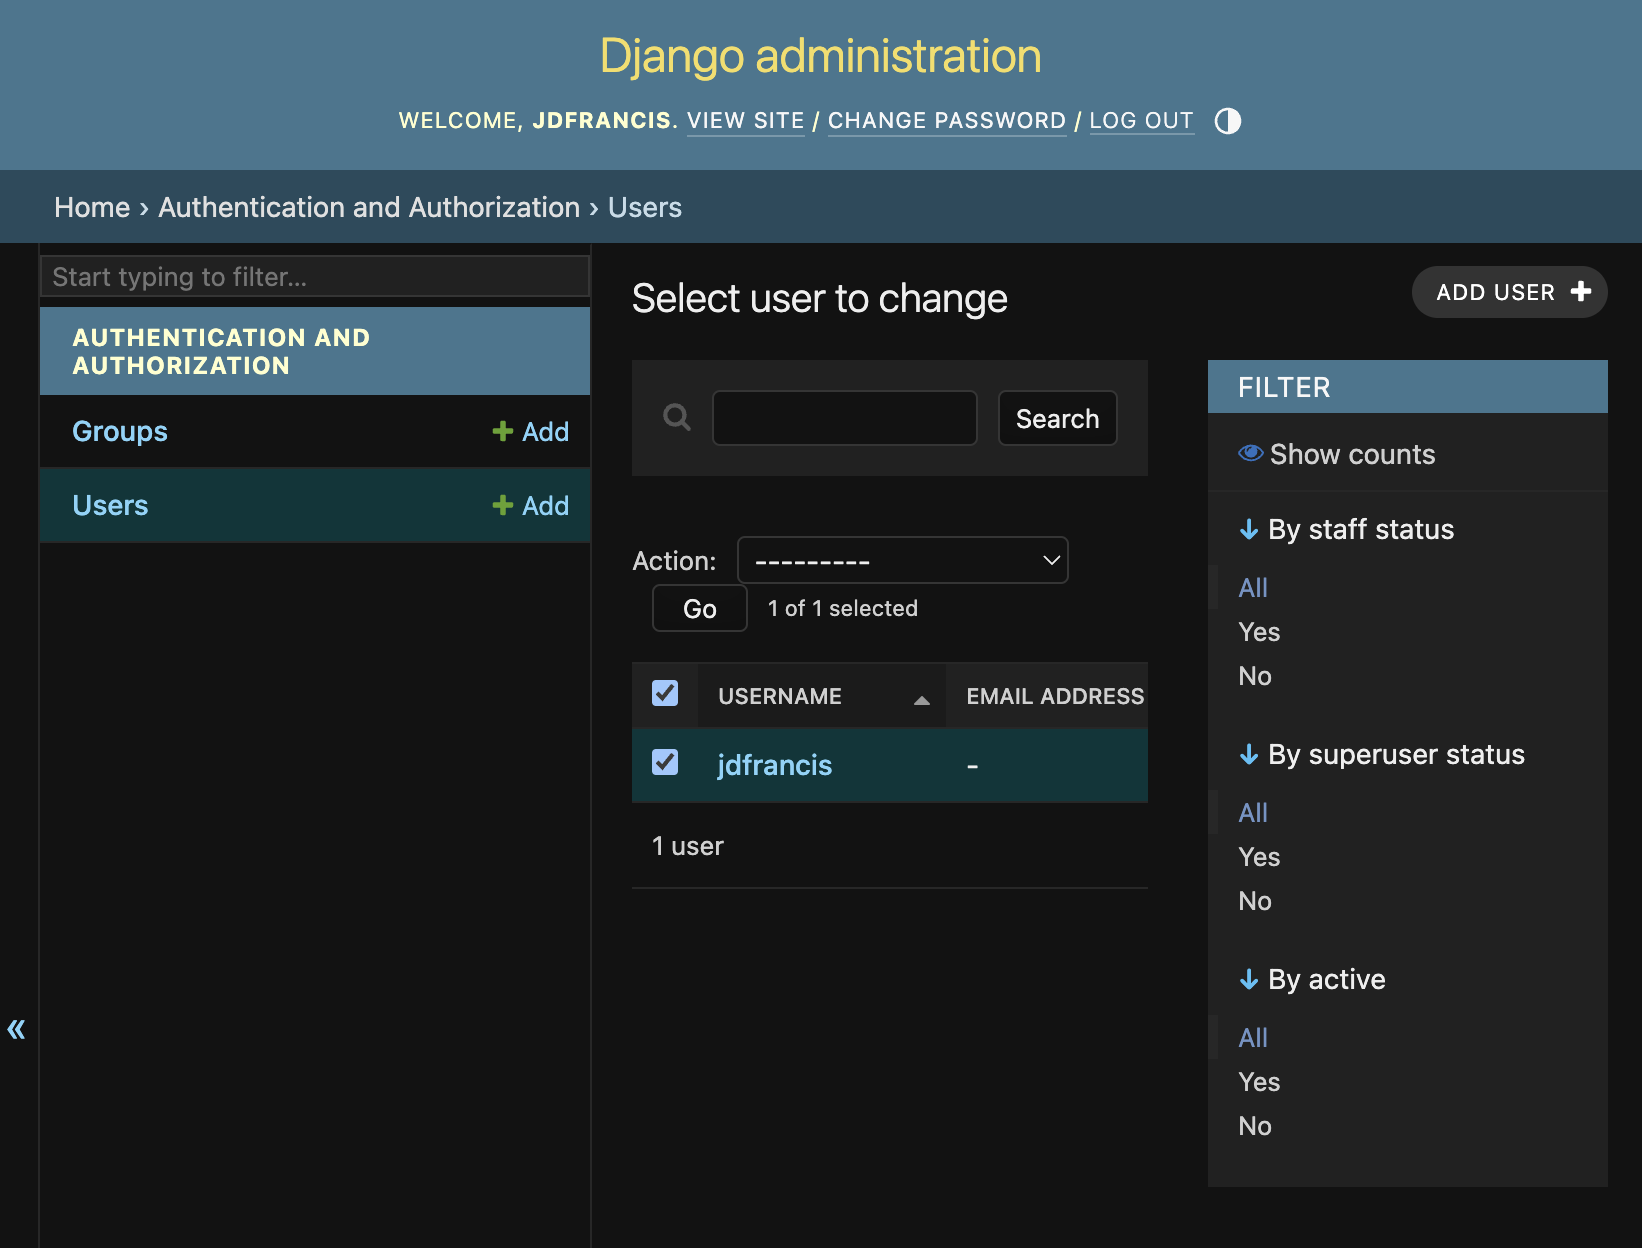 Django administration
WELCOME, JDFRANCIS. VIEW SITE / CHANGE PASSWORD / LOG OUT
Home › Authentication and Authorization › Users
Start typing to filter...
AUTHENTICATION AND
AUTHORIZATION
Groups + Add
Users + Add
«
Select user to change
ADD USER +
Search
Action: ---------
Go 1 of 1 selected
USERNAME EMAIL ADDRESS
jdfrancis -
1 user
FILTER
Show counts
By staff status
All
Yes
No
By superuser status
All
Yes
No
By active
All
Yes
No